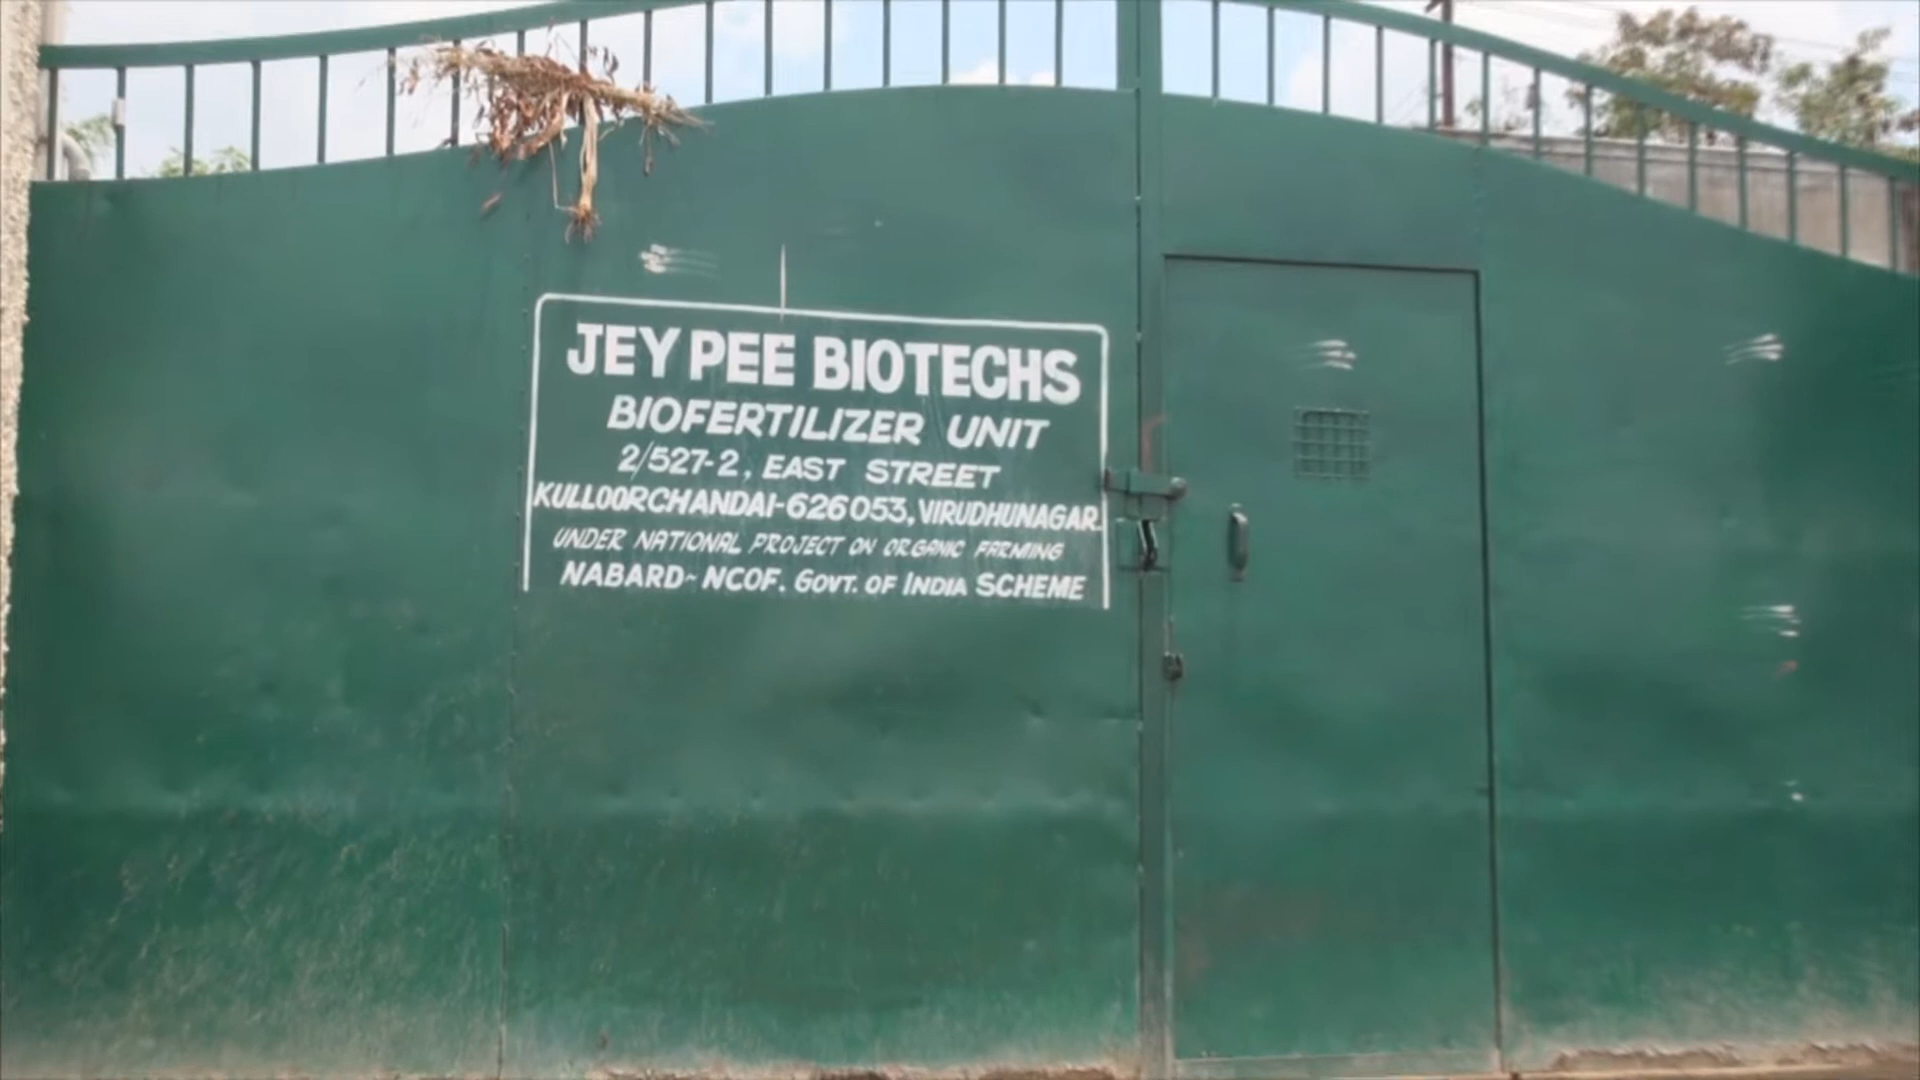 JEY PEE BIOTECHS
BIOFERTILIZER UNIT
2/527-2, EAST STREET
KULLOORCHANDAI-626053, VIRUDHUNAGAR.
UNDER NATIONAL PROJECT ON ORGANIC FARMING
NABARD~NCOF. GOVT. OF INDIA SCHEME